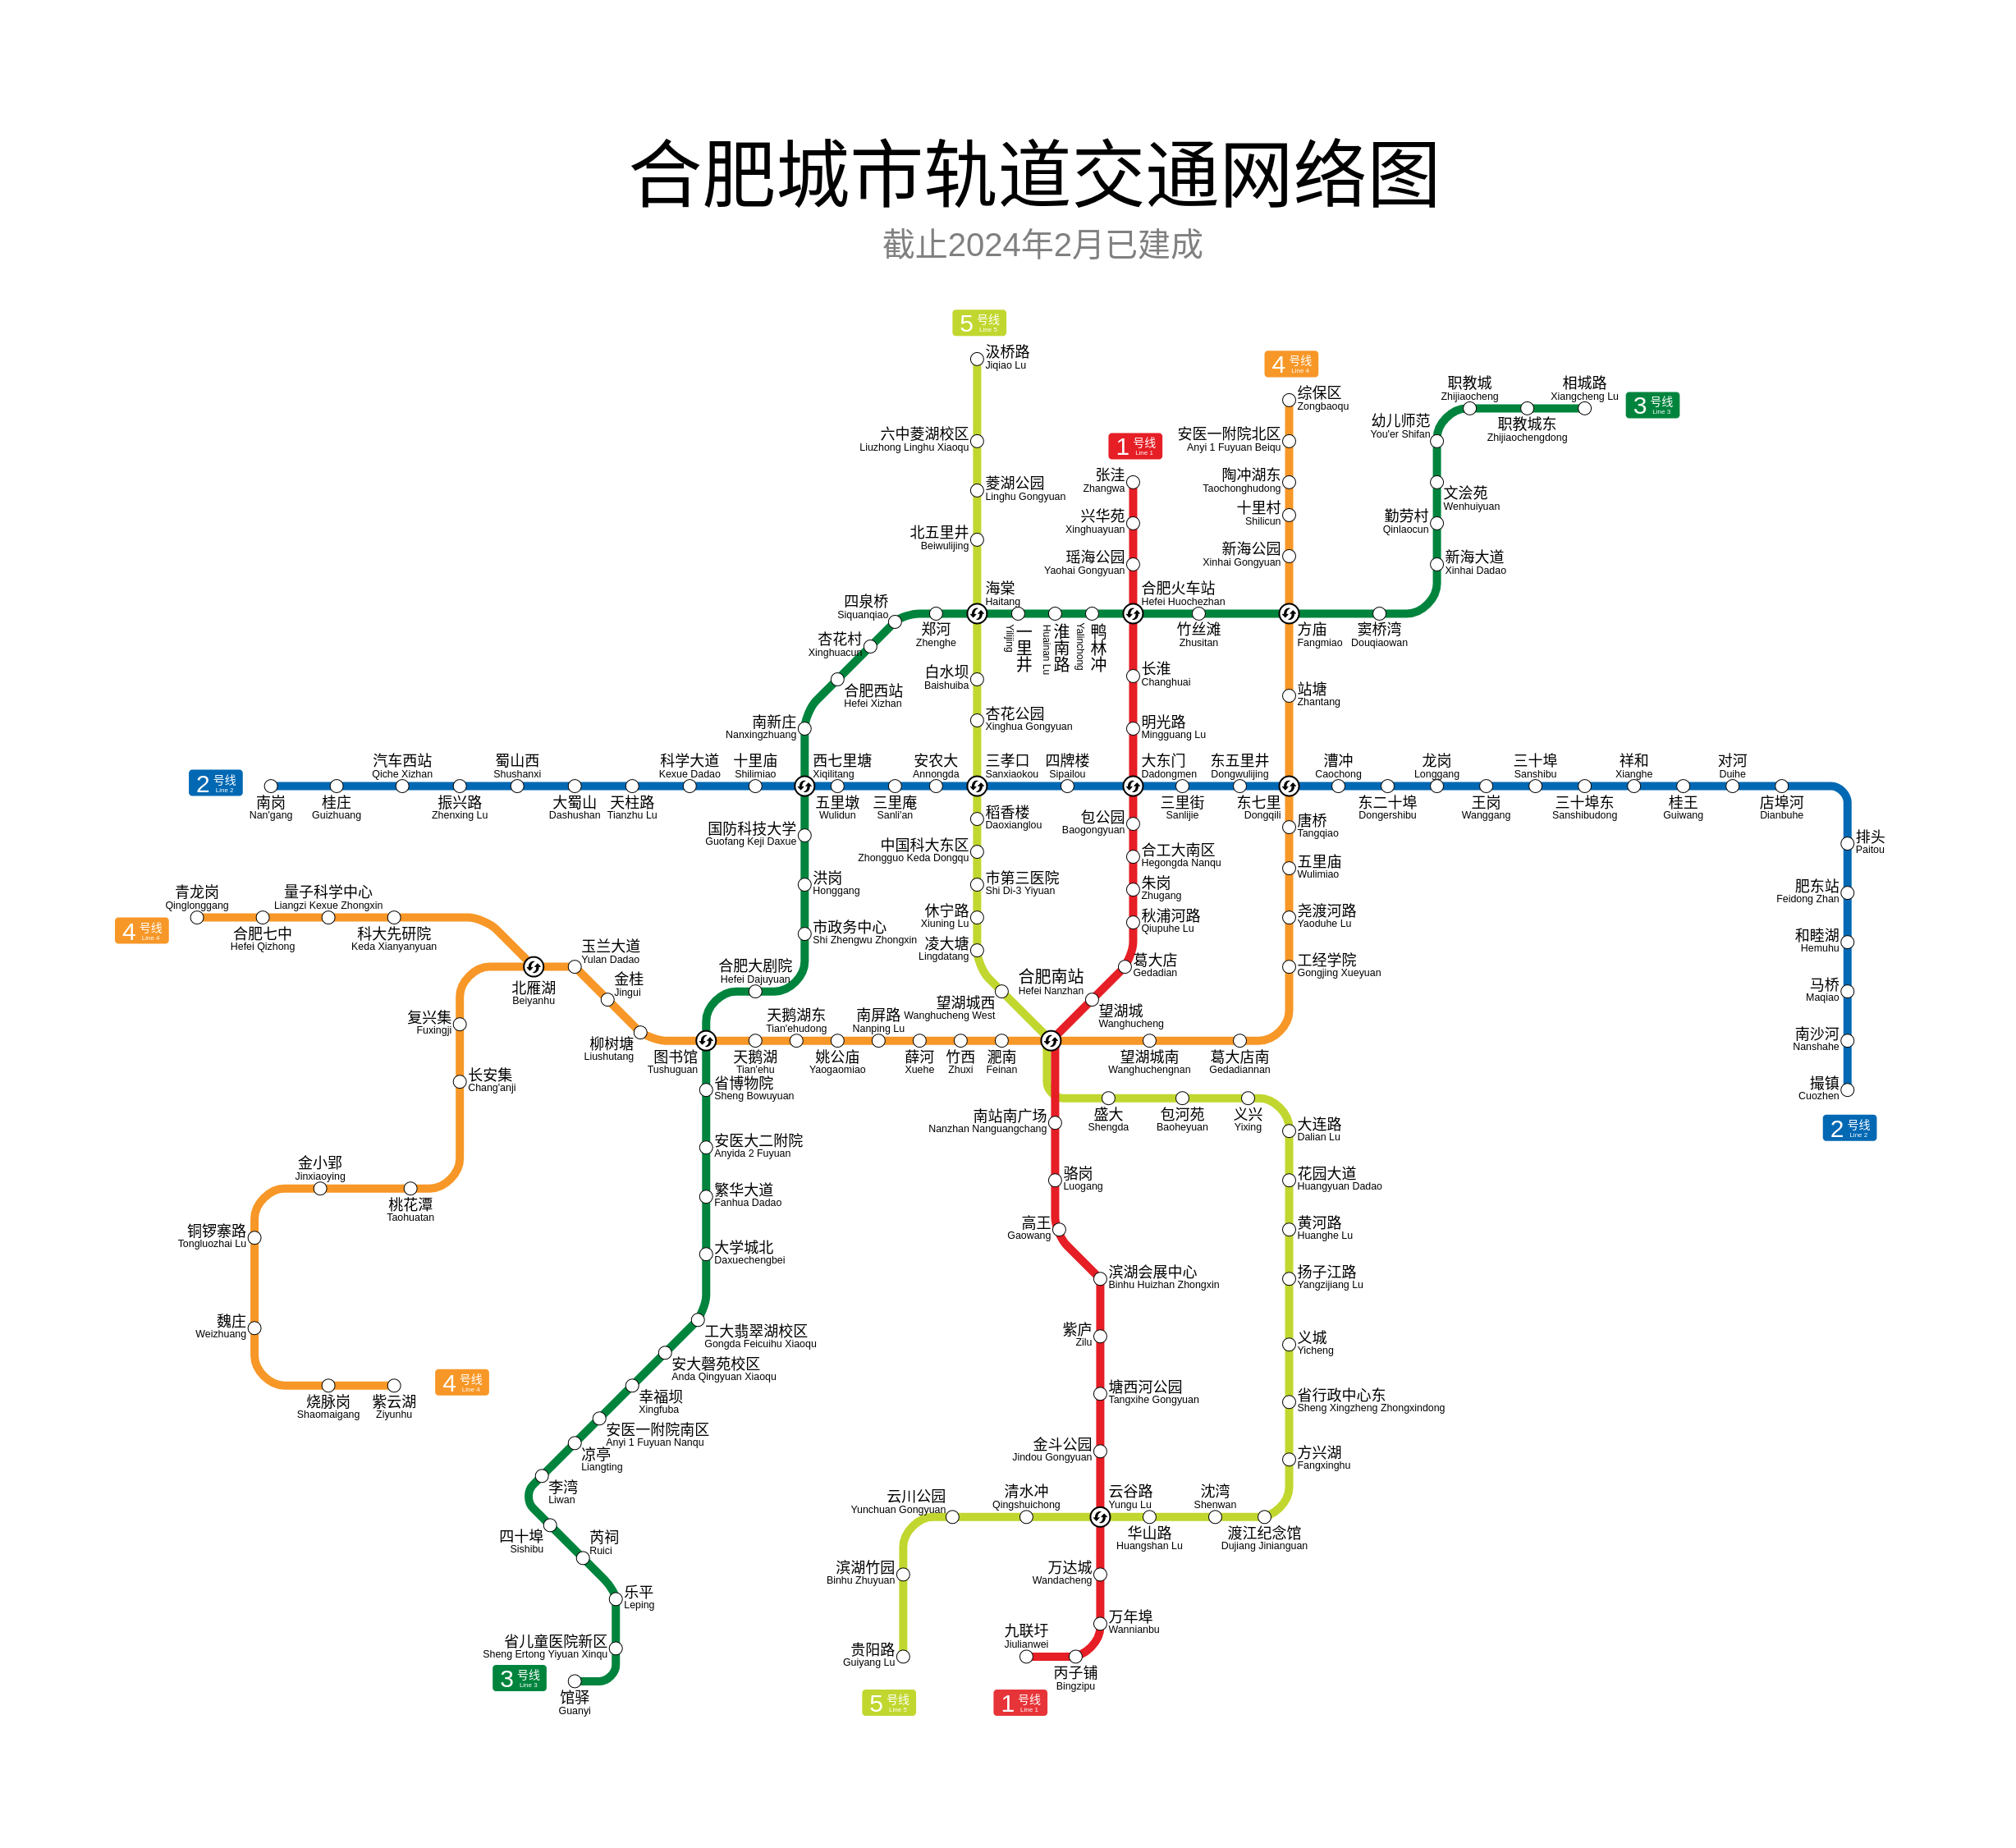 合肥城市轨道交通网络图
截止2024年2月已建成
5 号线
Line 5
汲桥路
Jiqiao Lu
六中菱湖校区
Liuzhong Linghu Xiaoqu
菱湖公园
Linghu Gongyuan
北五里井
Beiwulijing
海棠
Haitang
白水坝
Baishuiba
杏花公园
Xinghua Gongyuan
三孝口
Sanxiaokou
稻香楼
Daoxianglou
中国科大东区
Zhongguo Keda Dongqu
市第三医院
Shi Di-3 Yiyuan
休宁路
Xiuning Lu
凌大塘
Lingdatang
望湖城西
Wanghucheng West
合肥南站
Hefei Nanzhan
4 号线
Line 4
综保区
Zongbaoqu
安医一附院北区
Anyi 1 Fuyuan Beiqu
陶冲湖东
Taochonghudong
十里村
Shilicun
新海公园
Xinhai Gongyuan
方庙
Fangmiao
站塘
Zhantang
东七里
Dongqili
唐桥
Tangqiao
五里庙
Wulimiao
尧渡河路
Yaoduhe Lu
工经学院
Gongjing Xueyuan
3 号线
Line 3
相城路
Xiangcheng Lu
职教城东
Zhijiaochengdong
职教城
Zhijiaocheng
幼儿师范
You'er Shifan
文浍苑
Wenhuiyuan
勤劳村
Qinlaocun
新海大道
Xinhai Dadao
窦桥湾
Douqiaowan
竹丝滩
Zhusitan
合肥火车站
Hefei Huochezhan
鸭林冲
Yalinchong
淮南路
Huainan Lu
一里井
Yilijing
郑河
Zhenghe
四泉桥
Siquanqiao
杏花村
Xinghuacun
合肥西站
Hefei Xizhan
南新庄
Nanxingzhuang
1 号线
Line 1
张洼
Zhangwa
兴华苑
Xinghuayuan
瑶海公园
Yaohai Gongyuan
长淮
Changhuai
明光路
Mingguang Lu
大东门
Dadongmen
包公园
Baogongyuan
合工大南区
Hegongda Nanqu
朱岗
Zhugang
秋浦河路
Qiupuhe Lu
葛大店
Gedadian
望湖城
Wanghucheng
2 号线
Line 2
南岗
Nan'gang
桂庄
Guizhuang
汽车西站
Qiche Xizhan
振兴路
Zhenxing Lu
蜀山西
Shushanxi
大蜀山
Dashushan
天柱路
Tianzhu Lu
科学大道
Kexue Dadao
十里庙
Shilimiao
西七里塘
Xiqilitang
五里墩
Wulidun
三里庵
Sanli'an
安农大
Annongda
四牌楼
Sipailou
三里街
Sanlijie
东五里井
Dongwulijing
漕冲
Caochong
东二十埠
Dongershibu
龙岗
Longgang
王岗
Wanggang
三十埠
Sanshibu
三十埠东
Sanshibudong
祥和
Xianghe
桂王
Guiwang
对河
Duihe
店埠河
Dianbuhe
排头
Paitou
肥东站
Feidong Zhan
和睦湖
Hemuhu
马桥
Maqiao
南沙河
Nanshahe
撮镇
Cuozhen
2 号线
Line 2
国防科技大学
Guofang Keji Daxue
洪岗
Honggang
市政务中心
Shi Zhengwu Zhongxin
合肥大剧院
Hefei Dajuyuan
4 号线
Line 4
青龙岗
Qinglonggang
合肥七中
Hefei Qizhong
量子科学中心
Liangzi Kexue Zhongxin
科大先研院
Keda Xianyanyuan
北雁湖
Beiyanhu
玉兰大道
Yulan Dadao
金桂
Jingui
柳树塘
Liushutang
图书馆
Tushuguan
天鹅湖
Tian'ehu
天鹅湖东
Tian'ehudong
姚公庙
Yaogaomiao
南屏路
Nanping Lu
薛河
Xuehe
竹西
Zhuxi
淝南
Feinan
望湖城南
Wanghuchengnan
葛大店南
Gedadiannan
复兴集
Fuxingji
长安集
Chang'anji
桃花潭
Taohuatan
金小郢
Jinxiaoying
铜锣寨路
Tongluozhai Lu
魏庄
Weizhuang
烧脉岗
Shaomaigang
紫云湖
Ziyunhu
4 号线
Line 4
省博物院
Sheng Bowuyuan
安医大二附院
Anyida 2 Fuyuan
繁华大道
Fanhua Dadao
大学城北
Daxuechengbei
工大翡翠湖校区
Gongda Feicuihu Xiaoqu
安大磬苑校区
Anda Qingyuan Xiaoqu
幸福坝
Xingfuba
安医一附院南区
Anyi 1 Fuyuan Nanqu
凉亭
Liangting
李湾
Liwan
四十埠
Sishibu
芮祠
Ruici
乐平
Leping
省儿童医院新区
Sheng Ertong Yiyuan Xinqu
3 号线
Line 3
馆驿
Guanyi
盛大
Shengda
包河苑
Baoheyuan
义兴
Yixing
大连路
Dalian Lu
花园大道
Huangyuan Dadao
黄河路
Huanghe Lu
扬子江路
Yangzijiang Lu
义城
Yicheng
省行政中心东
Sheng Xingzheng Zhongxindong
方兴湖
Fangxinghu
渡江纪念馆
Dujiang Jinianguan
沈湾
Shenwan
华山路
Huangshan Lu
云谷路
Yungu Lu
清水冲
Qingshuichong
云川公园
Yunchuan Gongyuan
滨湖竹园
Binhu Zhuyuan
贵阳路
Guiyang Lu
5 号线
Line 5
南站南广场
Nanzhan Nanguangchang
骆岗
Luogang
高王
Gaowang
滨湖会展中心
Binhu Huizhan Zhongxin
紫庐
Zilu
塘西河公园
Tangxihe Gongyuan
金斗公园
Jindou Gongyuan
万达城
Wandacheng
万年埠
Wannianbu
丙子铺
Bingzipu
九联圩
Jiulianwei
1 号线
Line 1